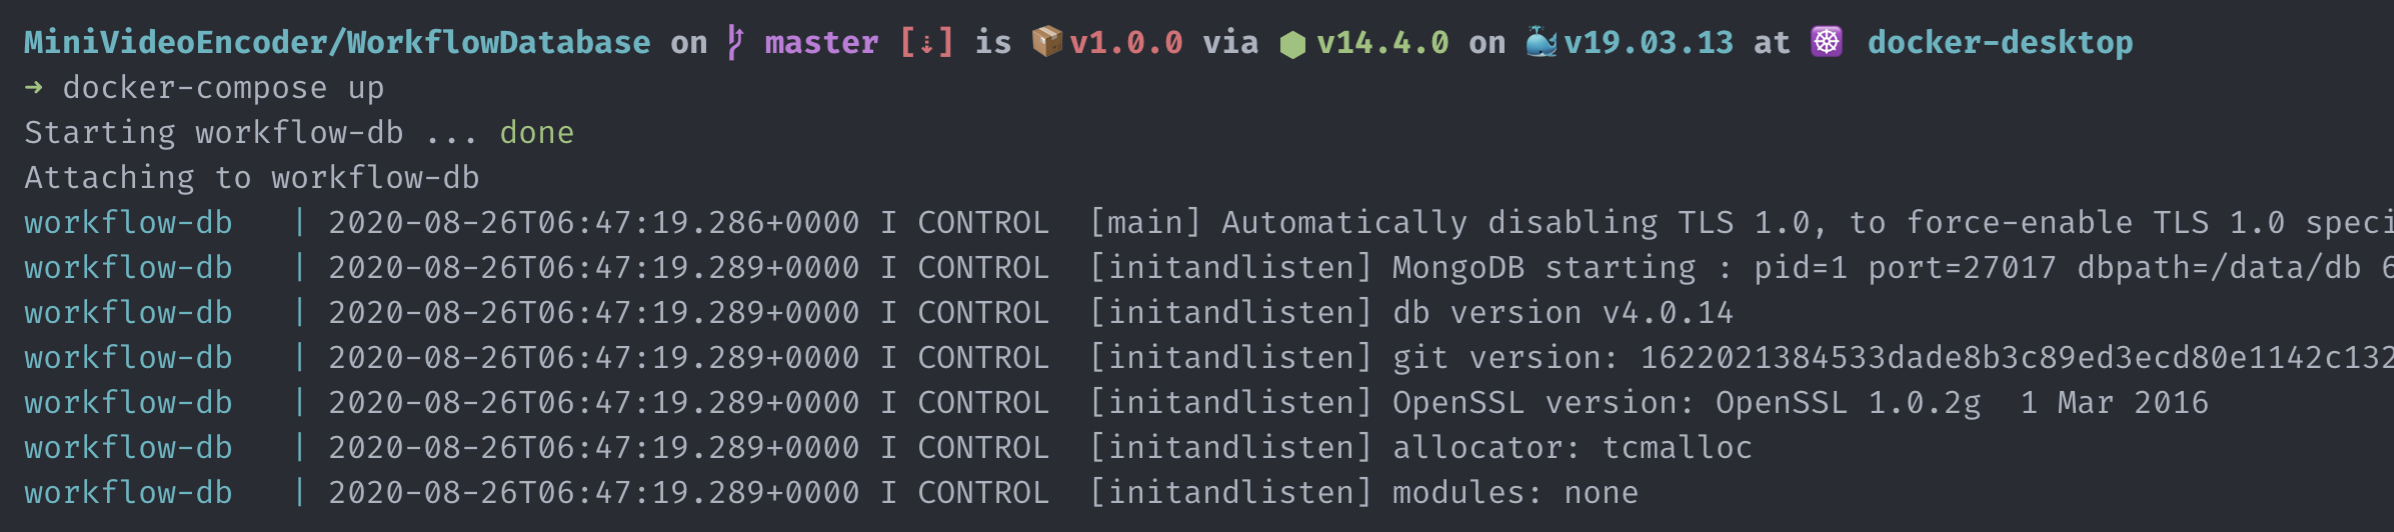 MiniVideoEncoder/WorkflowDatabase on master [⇣] is 📦 v1.0.0 via ⬢ v14.4.0 on 🐳 v19.03.13 at ☸ docker-desktop
➜ docker-compose up
Starting workflow-db ... done
Attaching to workflow-db
workflow-db | 2020-08-26T06:47:19.286+0000 I CONTROL [main] Automatically disabling TLS 1.0, to force-enable TLS 1.0 speci
workflow-db | 2020-08-26T06:47:19.289+0000 I CONTROL [initandlisten] MongoDB starting : pid=1 port=27017 dbpath=/data/db 6
workflow-db | 2020-08-26T06:47:19.289+0000 I CONTROL [initandlisten] db version v4.0.14
workflow-db | 2020-08-26T06:47:19.289+0000 I CONTROL [initandlisten] git version: 1622021384533dade8b3c89ed3ecd80e1142c132
workflow-db | 2020-08-26T06:47:19.289+0000 I CONTROL [initandlisten] OpenSSL version: OpenSSL 1.0.2g 1 Mar 2016
workflow-db | 2020-08-26T06:47:19.289+0000 I CONTROL [initandlisten] allocator: tcmalloc
workflow-db | 2020-08-26T06:47:19.289+0000 I CONTROL [initandlisten] modules: none